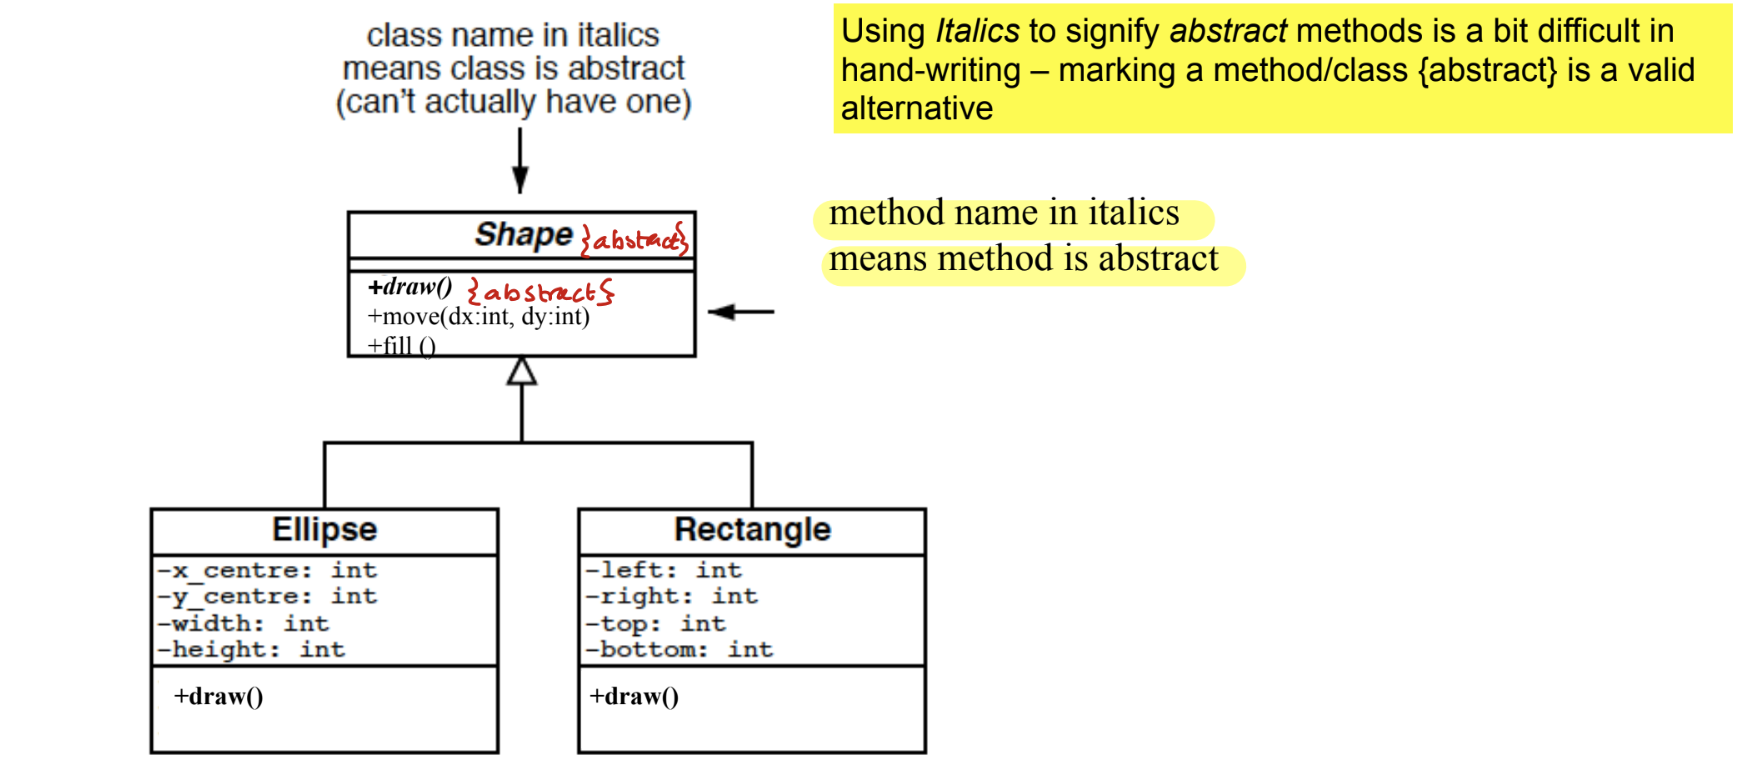 class name in italics
means class is abstract
(can't actually have one)
Using Italics to signify abstract methods is a bit difficult in
hand-writing – marking a method/class {abstract} is a valid
alternative
method name in italics
means method is abstract
Shape {abstract}
+draw() {abstract}
+move(dx:int, dy:int)
+fill ()
Ellipse
-x_centre: int
-y_centre: int
-width: int
-height: int
+draw()
Rectangle
-left: int
-right: int
-top: int
-bottom: int
+draw()